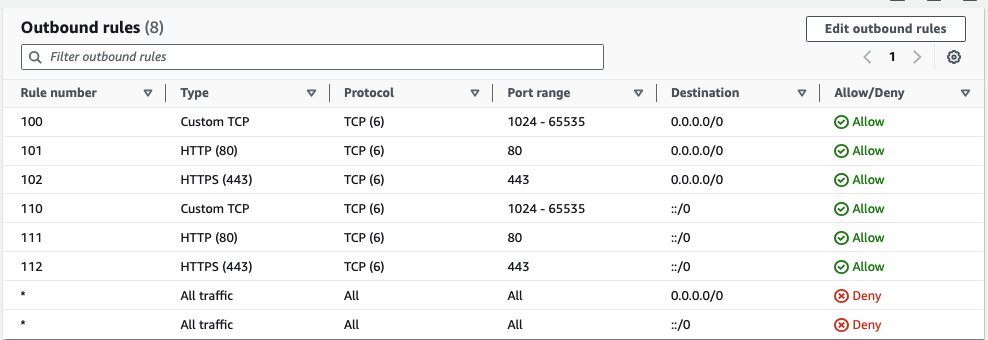 Outbound rules (8)
Edit outbound rules
Filter outbound rules
1
Rule number Type Protocol Port range Destination Allow/Deny
100 Custom TCP TCP (6) 1024 - 65535 0.0.0.0/0 Allow
101 HTTP (80) TCP (6) 80 0.0.0.0/0 Allow
102 HTTPS (443) TCP (6) 443 0.0.0.0/0 Allow
110 Custom TCP TCP (6) 1024 - 65535 ::/0 Allow
111 HTTP (80) TCP (6) 80 ::/0 Allow
112 HTTPS (443) TCP (6) 443 ::/0 Allow
* All traffic All All 0.0.0.0/0 Deny
* All traffic All All ::/0 Deny